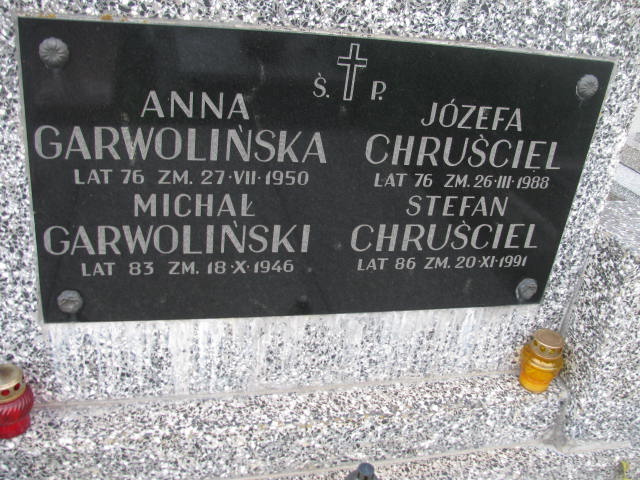 Ś. P.
ANNA
GARWOLIŃSKA
LAT 76 ZM. 27·VII·1950
MICHAŁ
GARWOLIŃSKI
LAT 83 ZM. 18·X·1946
JÓZEFA
CHRUŚCIEL
LAT 76 ZM. 26·III·1988
STEFAN
CHRUŚCIEL
LAT 86 ZM. 20·XI·1991